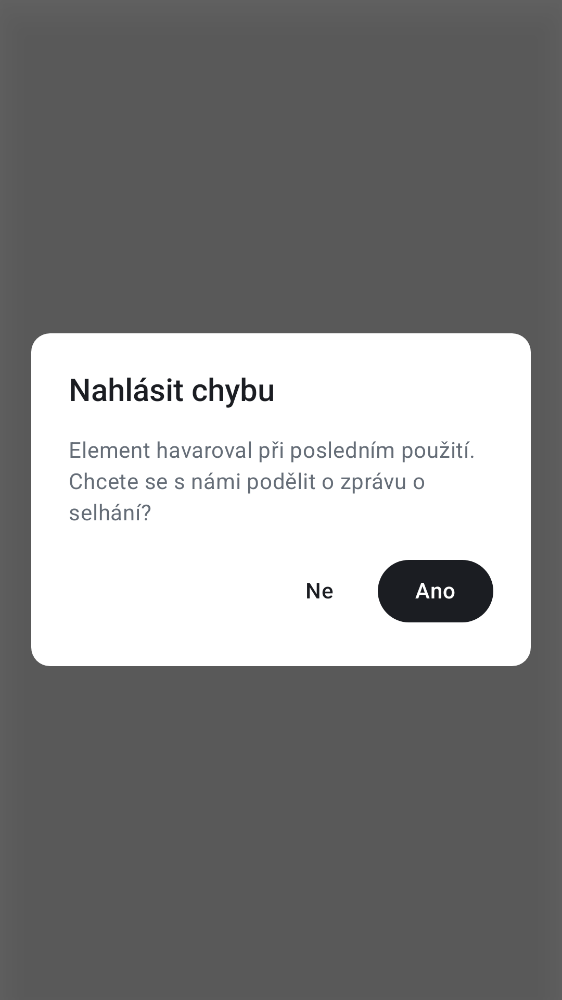 Nahlásit chybu
Element havaroval při posledním použití.
Chcete se s námi podělit o zprávu o
selhání?
Ne
Ano